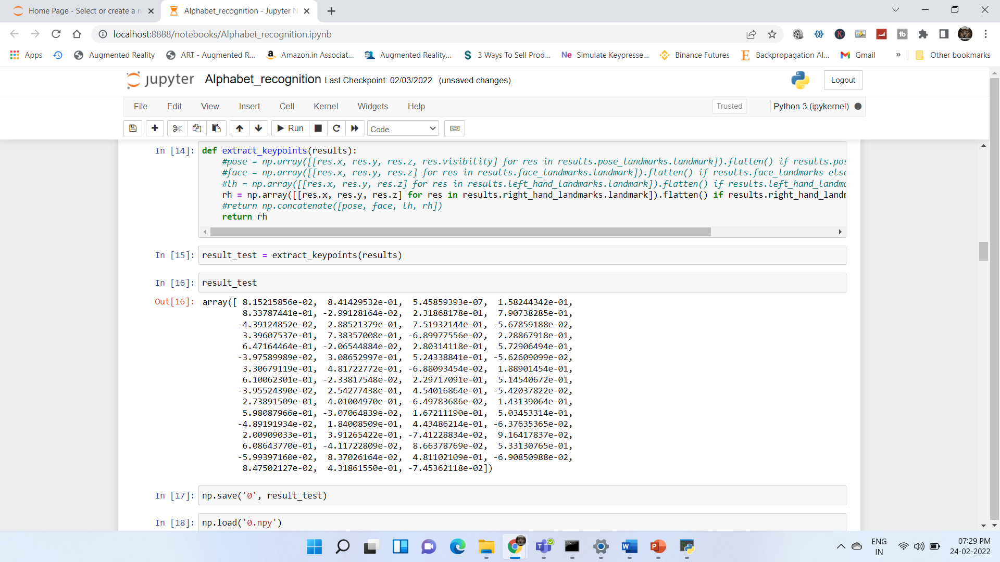 Home Page - Select or create a n
Alphabet_recognition - Jupyter N
localhost:8888/notebooks/Alphabet_recognition.ipynb
Apps
Augmented Reality
ART - Augmented R...
Amazon.in Associat...
Augmented Reality...
3 Ways To Sell Prod...
Ne Simulate Keypresse...
Binance Futures
E Backpropagation Al...
Gmail
»
Other bookmarks
jupyter Alphabet_recognition Last Checkpoint: 02/03/2022 (unsaved changes)
Logout
File Edit View Insert Cell Kernel Widgets Help
Trusted
Python 3 (ipykernel)
Run
Code
In [14]: def extract_keypoints(results):
#pose = np.array([[res.x, res.y, res.z, res.visibility] for res in results.pose_landmarks.landmark]).flatten() if results.pos
#face = np.array([[res.x, res.y, res.z] for res in results.face_landmarks.landmark]).flatten() if results.face_landmarks else
#lh = np.array([[res.x, res.y, res.z] for res in results.left_hand_landmarks.landmark]).flatten() if results.left_hand_landma
rh = np.array([[res.x, res.y, res.z] for res in results.right_hand_landmarks.landmark]).flatten() if results.right_hand_landm
#return np.concatenate([pose, face, lh, rh])
return rh
In [15]: result_test = extract_keypoints(results)
In [16]: result_test
Out[16]: array([ 8.15215856e-02, 8.41429532e-01, 5.45859393e-07, 1.58244342e-01,
8.33787441e-01, -2.99128164e-02, 2.31868178e-01, 7.90738285e-01,
-4.39124852e-02, 2.88521379e-01, 7.51932144e-01, -5.67859188e-02,
3.39607537e-01, 7.38357008e-01, -6.89977556e-02, 2.28867918e-01,
6.47164464e-01, -2.06544884e-02, 2.80314118e-01, 5.72906494e-01,
-3.97589989e-02, 3.08652997e-01, 5.24338841e-01, -5.62609099e-02,
3.30679119e-01, 4.81722772e-01, -6.88093454e-02, 1.88901454e-01,
6.10062301e-01, -2.33817548e-02, 2.29717091e-01, 5.14540672e-01,
-3.95524390e-02, 2.54277438e-01, 4.54016864e-01, -5.42037822e-02,
2.73891509e-01, 4.01004970e-01, -6.49783686e-02, 1.43139064e-01,
5.98087966e-01, -3.07064839e-02, 1.67211190e-01, 5.03453314e-01,
-4.89191934e-02, 1.84008509e-01, 4.43486214e-01, -6.37635365e-02,
2.00909033e-01, 3.91265422e-01, -7.41228834e-02, 9.16417837e-02,
6.08643770e-01, -4.11722809e-02, 8.66378769e-02, 5.33130765e-01,
-5.99397160e-02, 8.37026164e-02, 4.81102109e-01, -6.90850988e-02,
8.47502127e-02, 4.31861550e-01, -7.45362118e-02])
In [17]: np.save('0', result_test)
In [18]: np.load('0.npy')
ENG
IN
07:29 PM
24-02-2022